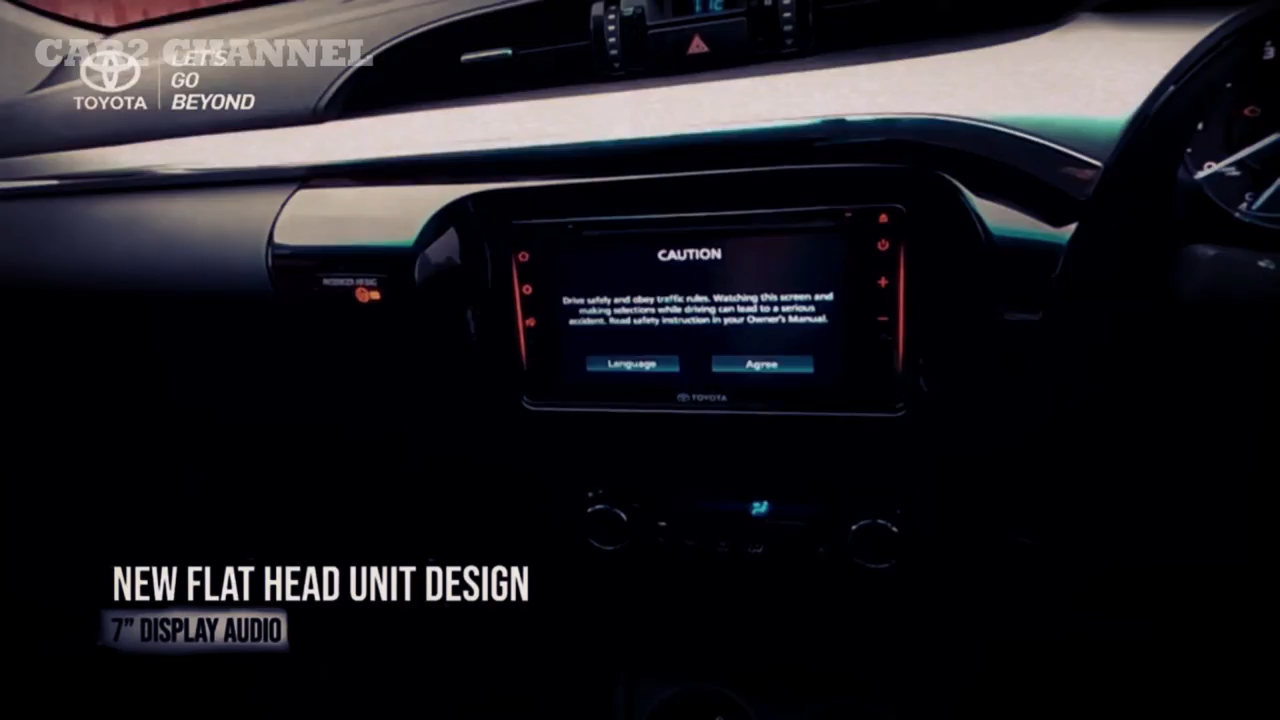 CAR2 CHANNEL
TOYOTA
LET'S
GO
BEYOND
CAUTION
Drive safely and obey traffic rules. Watching this screen and
making selections while driving can lead to a serious
accident. Read safety instruction in your Owner's Manual.
Language
Agree
TOYOTA
NEW FLAT HEAD UNIT DESIGN
7" DISPLAY AUDIO